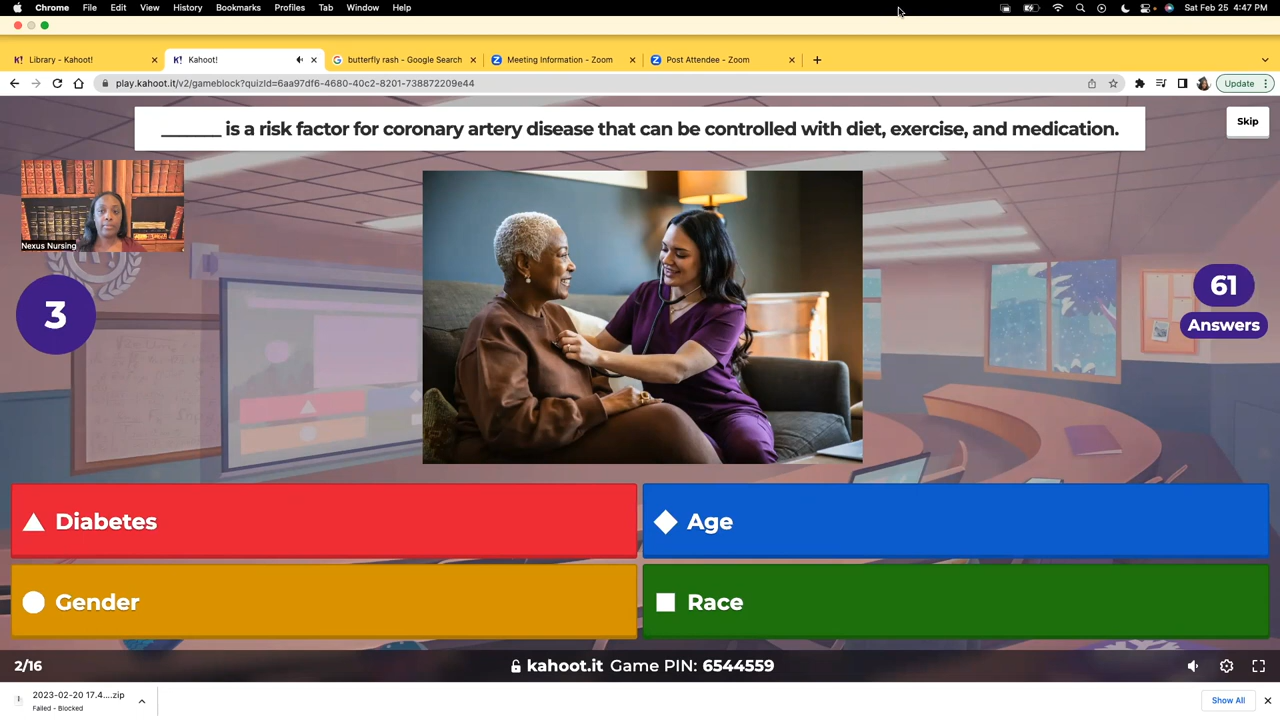 Chrome File Edit View History Bookmarks Profiles Tab Window Help Sat Feb 25 4:47 PM
Library - Kahoot! Kahoot! butterfly rash - Google Search Meeting Information - Zoom Post Attendee - Zoom
play.kahoot.it/v2/gameblock?quizId=6aa97df6-4680-40c2-8201-738872209e44 Update
_______ is a risk factor for coronary artery disease that can be controlled with diet, exercise, and medication.
Skip
Nexus Nursing
3
61
Answers
Diabetes
Age
Gender
Race
2/16
kahoot.it Game PIN: 6544559
2023-02-20 17.4....zip
Failed - Blocked
Show All